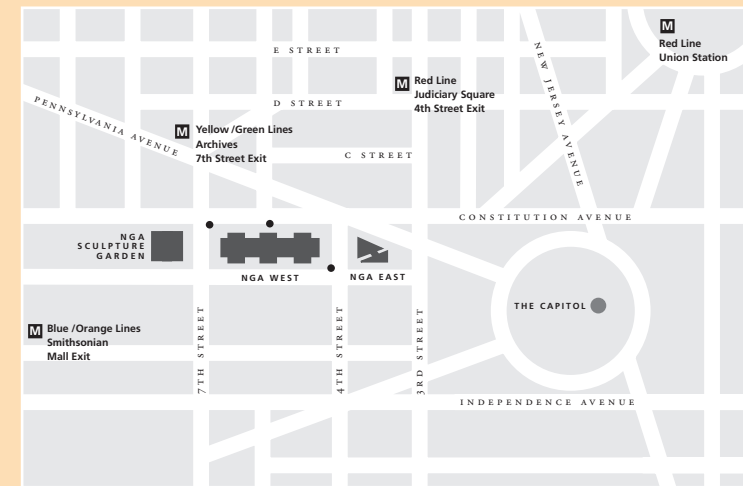 M
Red Line
Union Station
E STREET
NEW JERSEY AVENUE
M
Red Line
Judiciary Square
4th Street Exit
D STREET
PENNSYLVANIA AVENUE
M
Yellow/Green Lines
Archives
7th Street Exit
C STREET
CONSTITUTION AVENUE
NGA
SCULPTURE
GARDEN
NGA WEST
NGA EAST
THE CAPITOL
M
Blue/Orange Lines
Smithsonian
Mall Exit
7TH STREET
4TH STREET
3RD STREET
INDEPENDENCE AVENUE